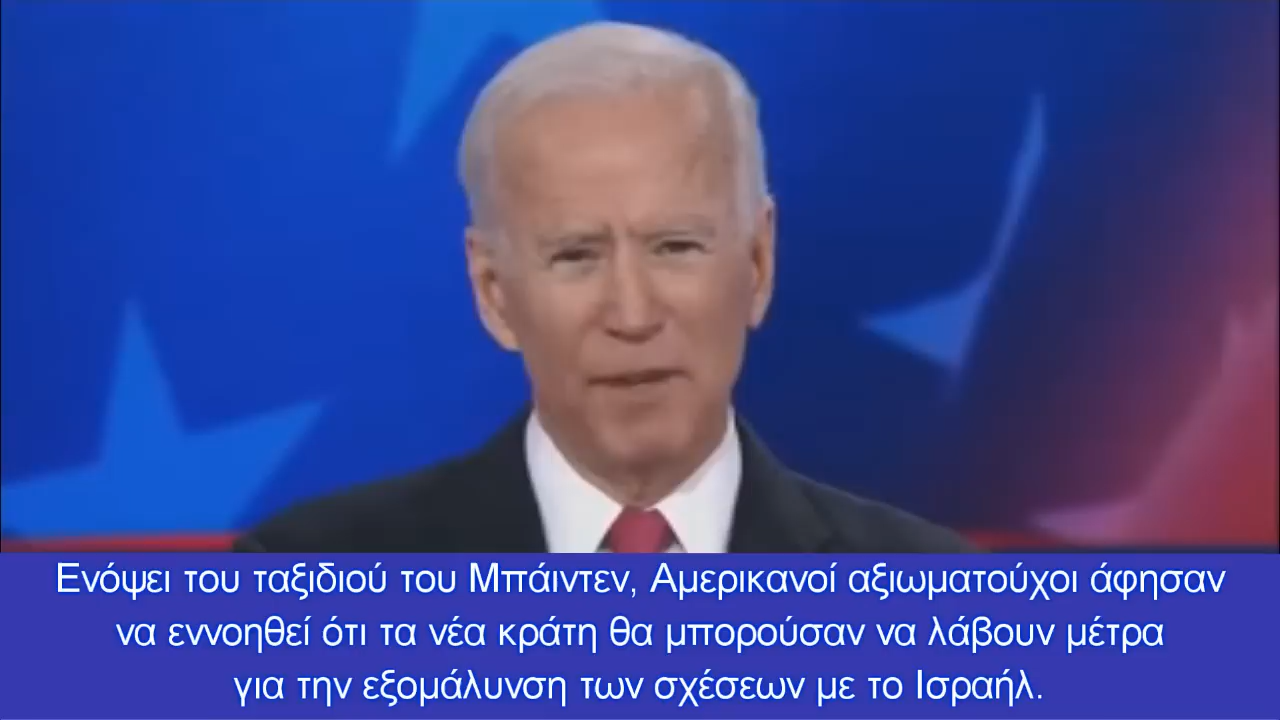 Ενόψει του ταξιδιού του Μπάιντεν, Αμερικανοί αξιωματούχοι άφησαν
να εννοηθεί ότι τα νέα κράτη θα μπορούσαν να λάβουν μέτρα
για την εξομάλυνση των σχέσεων με το Ισραήλ.